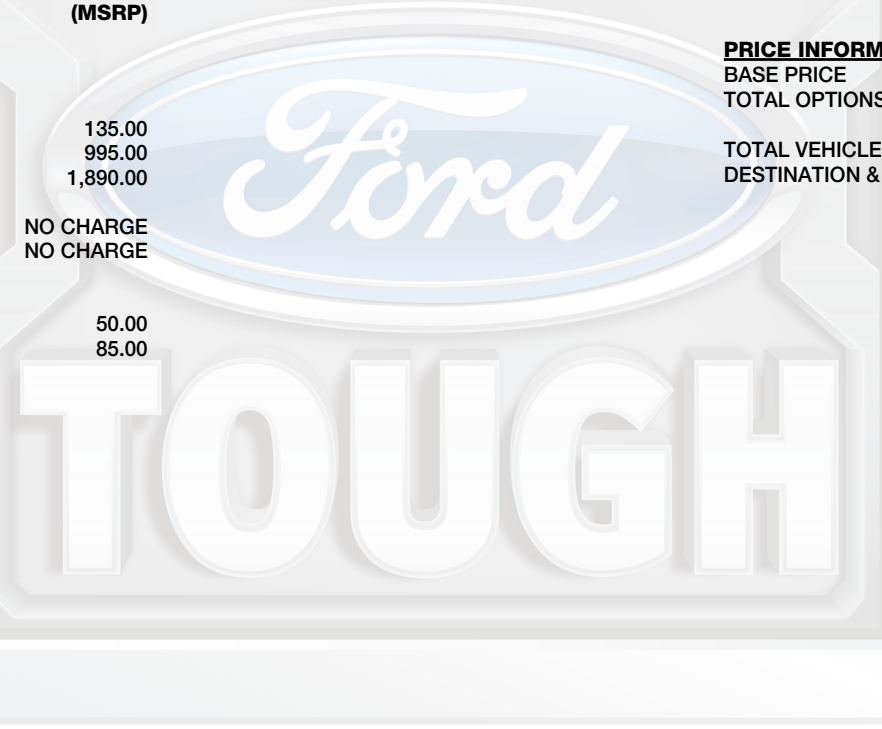 (MSRP)
PRICE INFORM
BASE PRICE
TOTAL OPTIONS
135.00
995.00
1,890.00
TOTAL VEHICLE
DESTINATION &
NO CHARGE
NO CHARGE
50.00
85.00
Ford
TOUGH